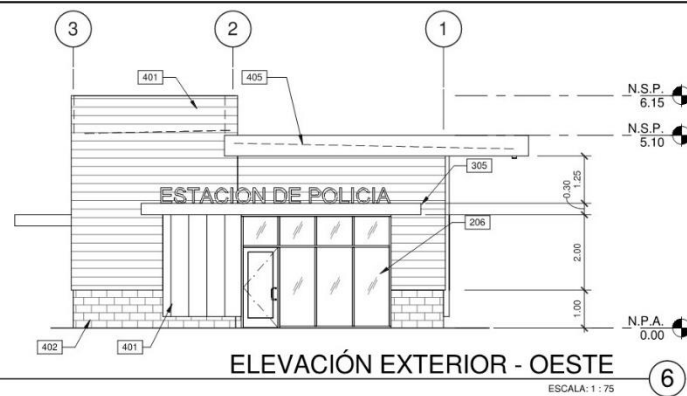 3 2 1
401 405
N.S.P.
6.15
N.S.P.
5.10
305
1.25
0.30
ESTACION DE POLICIA
206
2.00
1.00
N.P.A.
0.00
402 401
ELEVACIÓN EXTERIOR - OESTE
6
ESCALA: 1 : 75